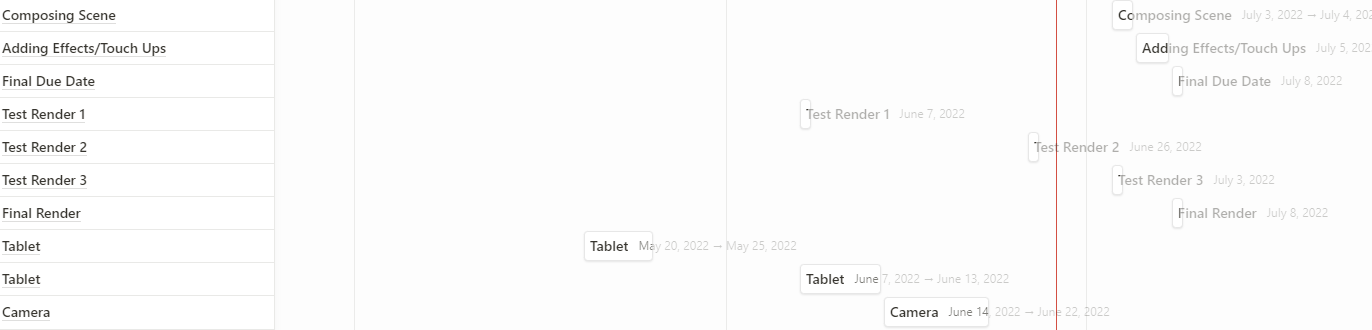 Composing Scene Composing Scene July 3, 2022 → July 4, 202
Adding Effects/Touch Ups Adding Effects/Touch Ups July 5, 202
Final Due Date Final Due Date July 8, 2022
Test Render 1 Test Render 1 June 7, 2022
Test Render 2 Test Render 2 June 26, 2022
Test Render 3 Test Render 3 July 3, 2022
Final Render Final Render July 8, 2022
Tablet Tablet May 20, 2022 → May 25, 2022
Tablet Tablet June 7, 2022 → June 13, 2022
Camera Camera June 14, 2022 → June 22, 2022